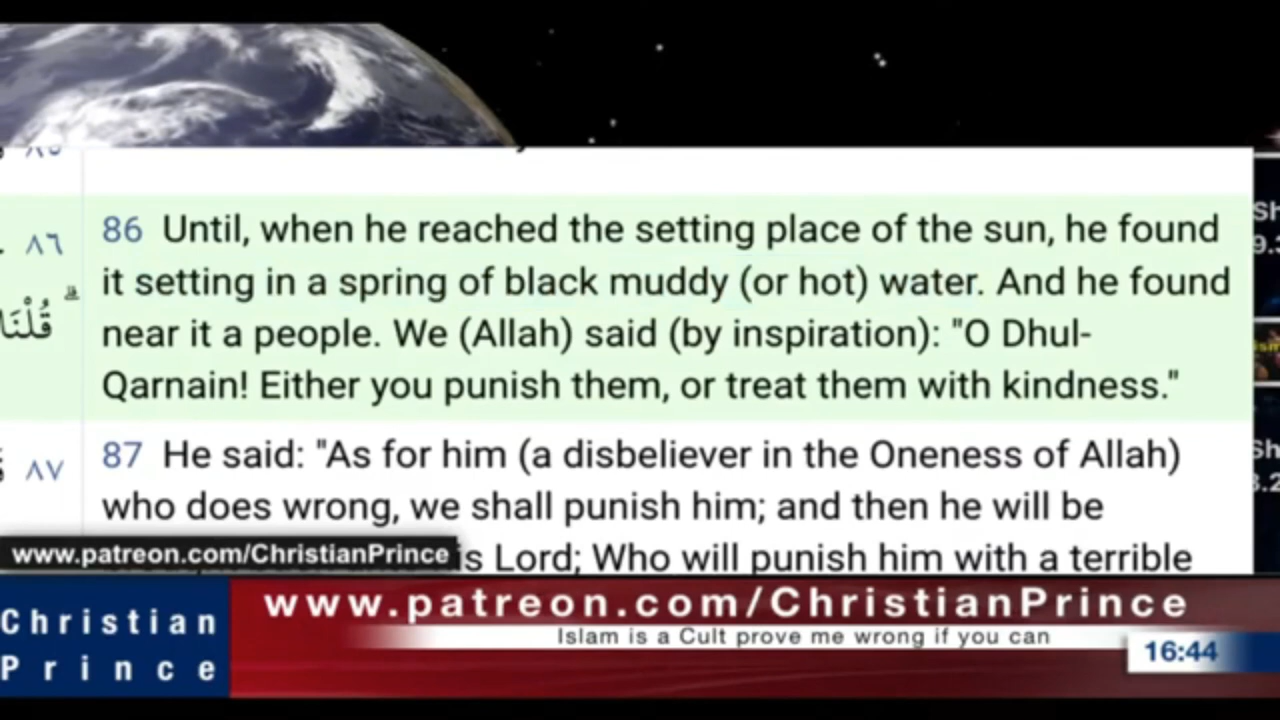 86 Until, when he reached the setting place of the sun, he found
it setting in a spring of black muddy (or hot) water. And he found
near it a people. We (Allah) said (by inspiration): "O Dhul-
Qarnain! Either you punish them, or treat them with kindness."
٨٦
قُلْنَا
87 He said: "As for him (a disbeliever in the Oneness of Allah)
who does wrong, we shall punish him; and then he will be
is Lord; Who will punish him with a terrible
٨٧
www.patreon.com/ChristianPrince
www.patreon.com/ChristianPrince
Islam is a Cult prove me wrong if you can
Christian
Prince
16:44